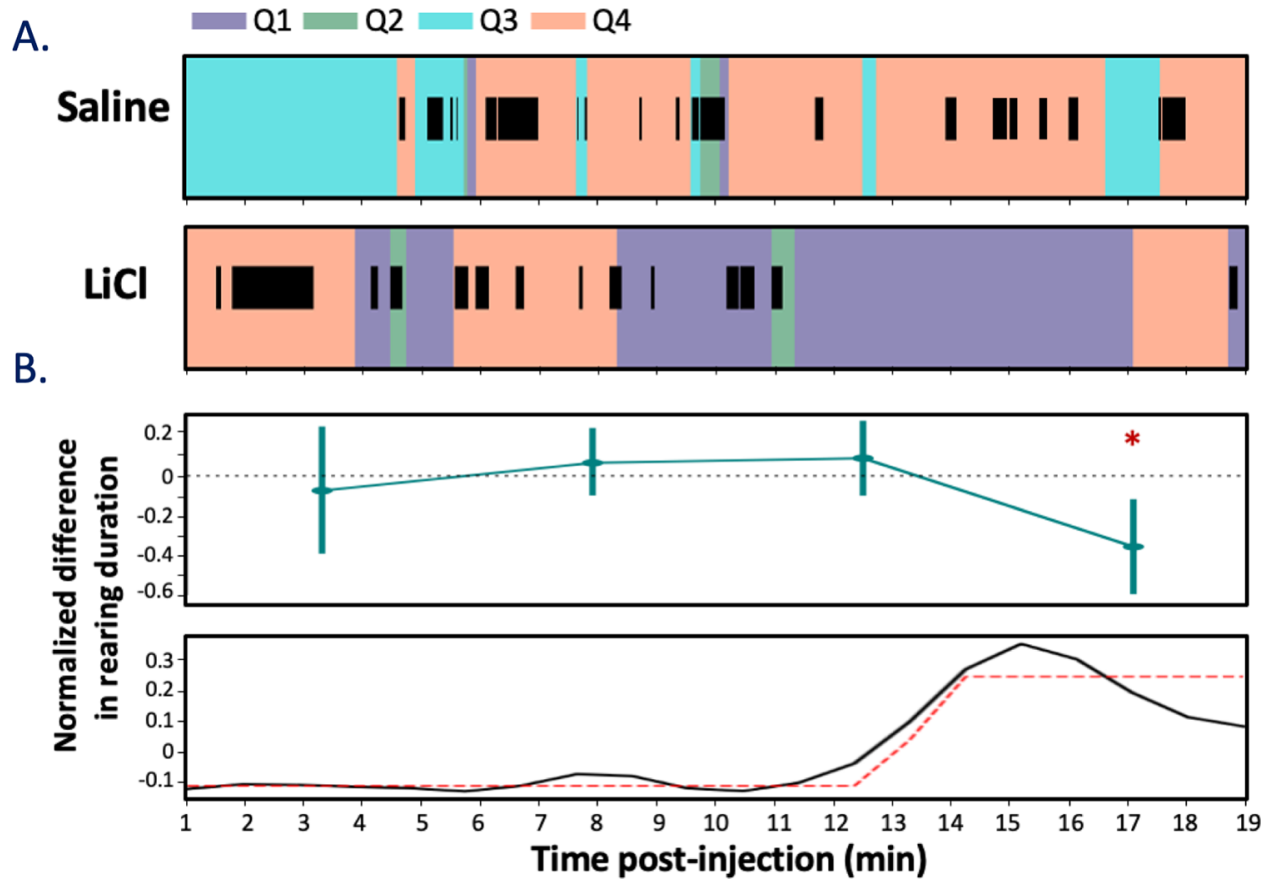 A.
Q1 Q2 Q3 Q4
Saline
LiCl
B.
Normalized difference
in rearing duration
0.2
0
-0.2
-0.4
-0.6
*
0.3
0.2
0.1
0
-0.1
1 2 3 4 5 6 7 8 9 10 11 12 13 14 15 16 17 18 19
Time post-injection (min)